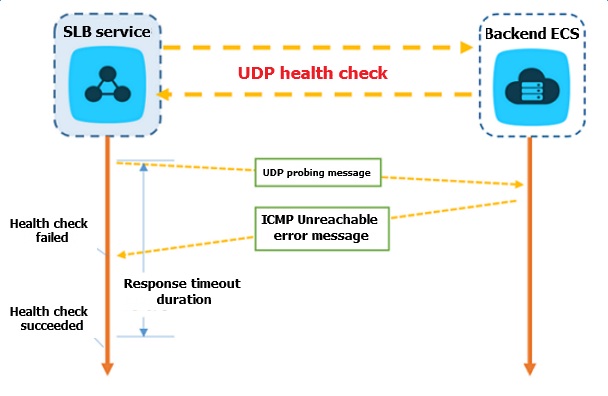 SLB service
Backend ECS
UDP health check
UDP probing message
ICMP Unreachable
error message
Health check
failed
Response timeout
duration
Health check
succeeded